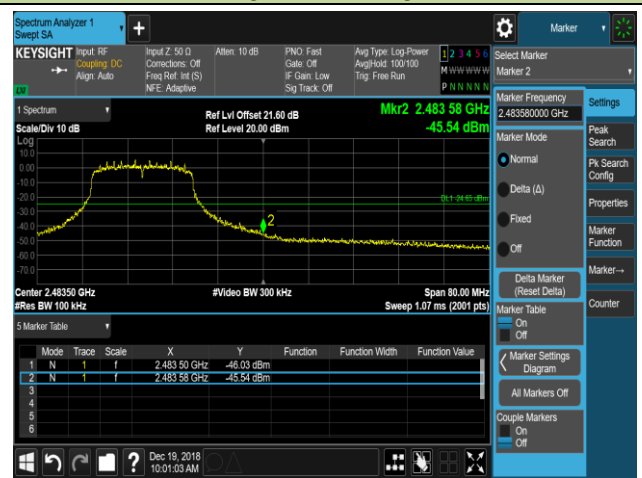 Spectrum Analyzer 1
Swept SA
Marker
KEYSIGHT
Input: RF
Coupling: DC
Align: Auto
Input Z: 50 Ω
Corrections: Off
Freq Ref: Int (S)
NFE: Adaptive
Atten: 10 dB
PNO: Fast
Gate: Off
IF Gain: Low
Sig Track: Off
Avg Type: Log-Power
Avg|Hold: 100/100
Trig: Free Run
1 2 3 4 5 6
M W W W W W
P N N N N N
LXI
Select Marker
Marker 2
1 Spectrum
Scale/Div 10 dB
Ref Lvl Offset 21.60 dB
Ref Level 20.00 dBm
Mkr2 2.483 58 GHz
-45.54 dBm
Log
10.0
0.00
-10.0
-20.0
-30.0
-40.0
-50.0
-60.0
-70.0
DL1 -24.65 dBm
2
Center 2.48350 GHz
#Res BW 100 kHz
#Video BW 300 kHz
Span 80.00 MHz
Sweep 1.07 ms (2001 pts)
5 Marker Table
Mode Trace Scale X Y Function Function Width Function Value
1 N 1 f 2.483 50 GHz -46.03 dBm
2 N 1 f 2.483 58 GHz -45.54 dBm
3
4
5
6
Marker Frequency
2.483580000 GHz
Marker Mode
Normal
Delta (Δ)
Fixed
Off
Delta Marker
(Reset Delta)
Marker Table
On
Off
Marker Settings
Diagram
All Markers Off
Couple Markers
On
Off
Settings
Peak
Search
Pk Search
Config
Properties
Marker
Function
Marker→
Counter
?
Dec 19, 2018
10:01:03 AM